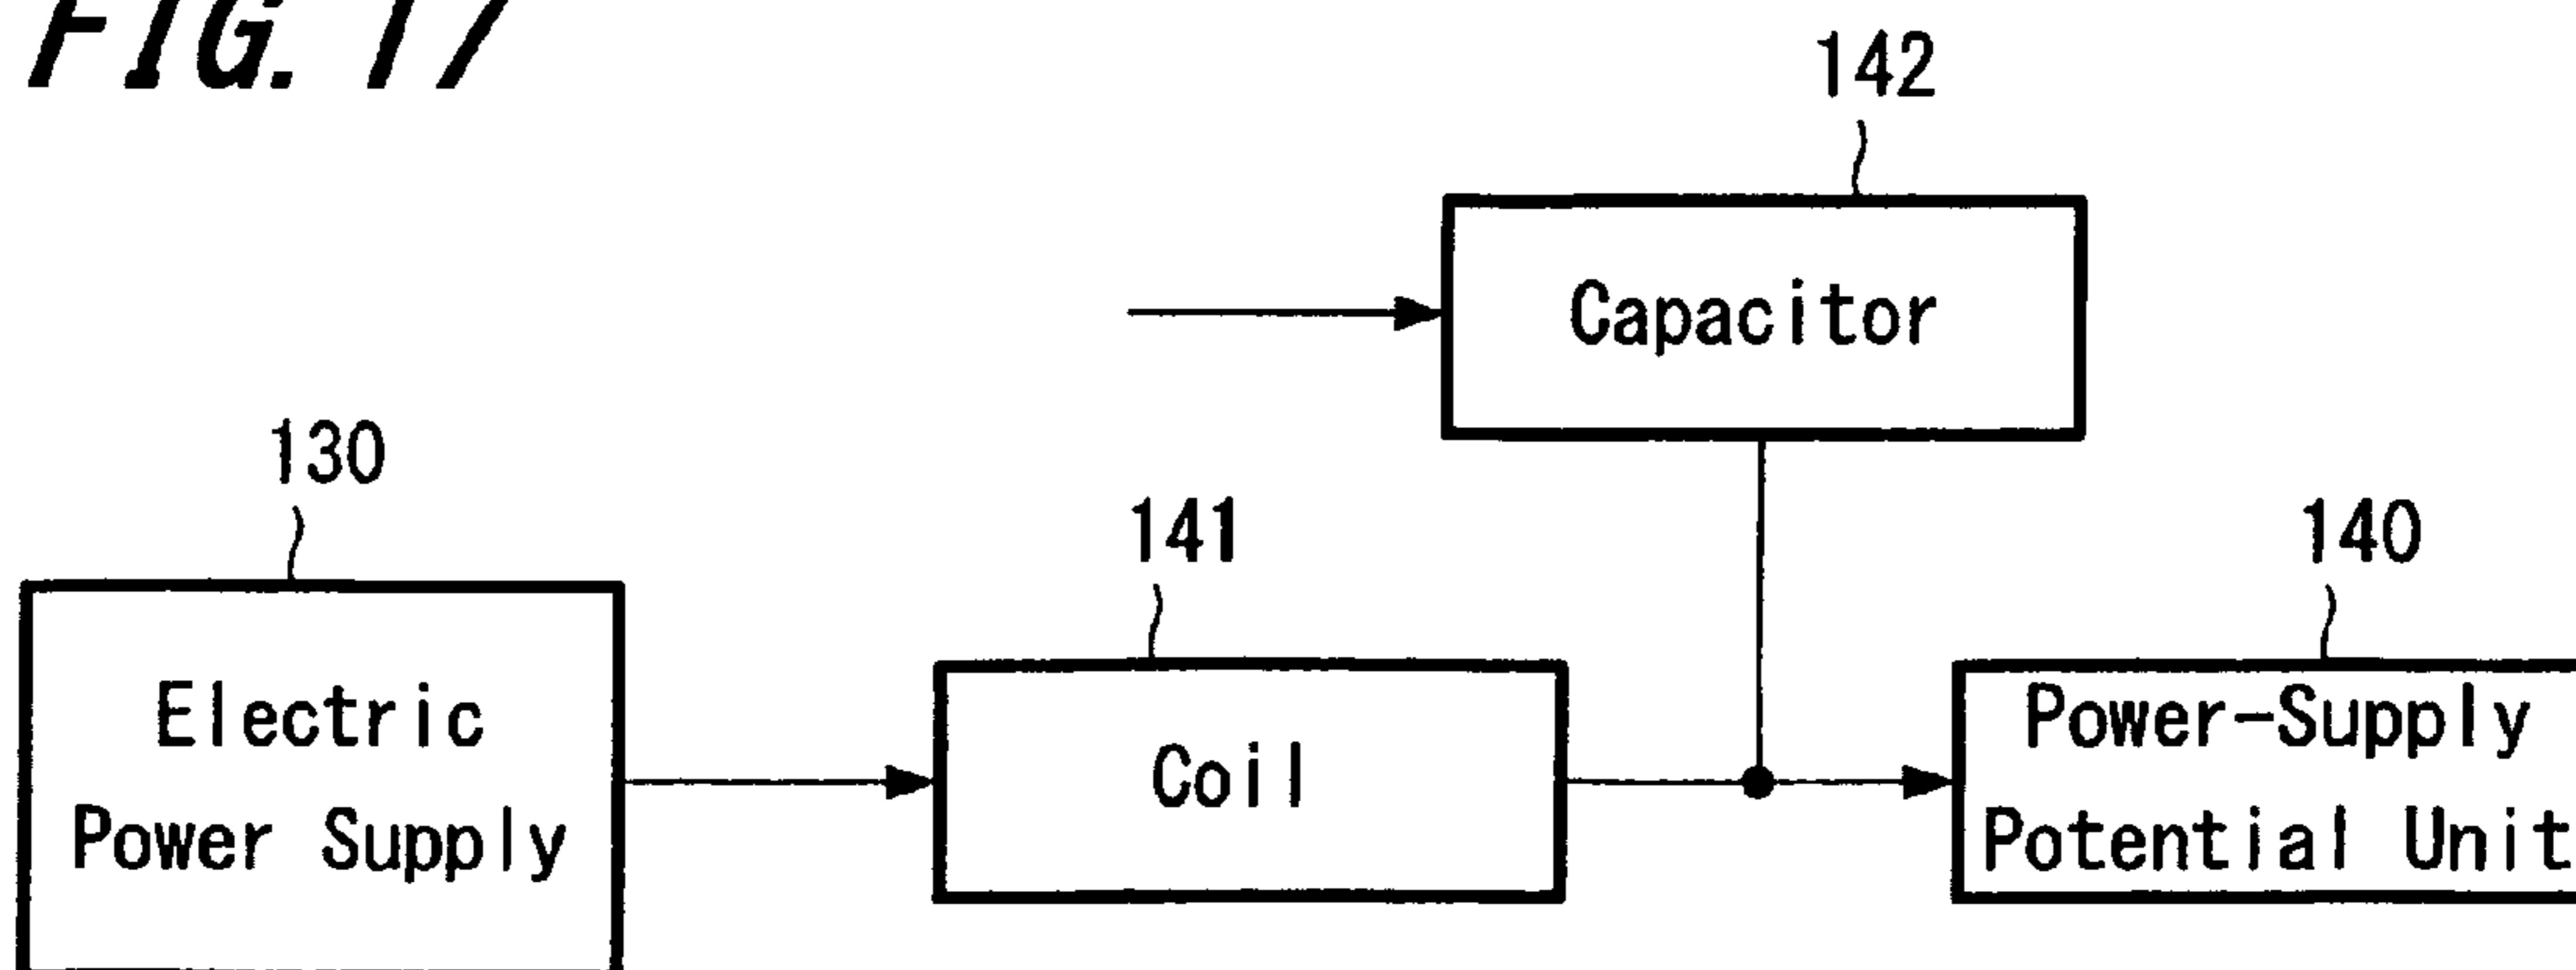 FIG. 17
142
Capacitor
130
141
140
Electric
Power Supply
Coil
Power-Supply
Potential Unit